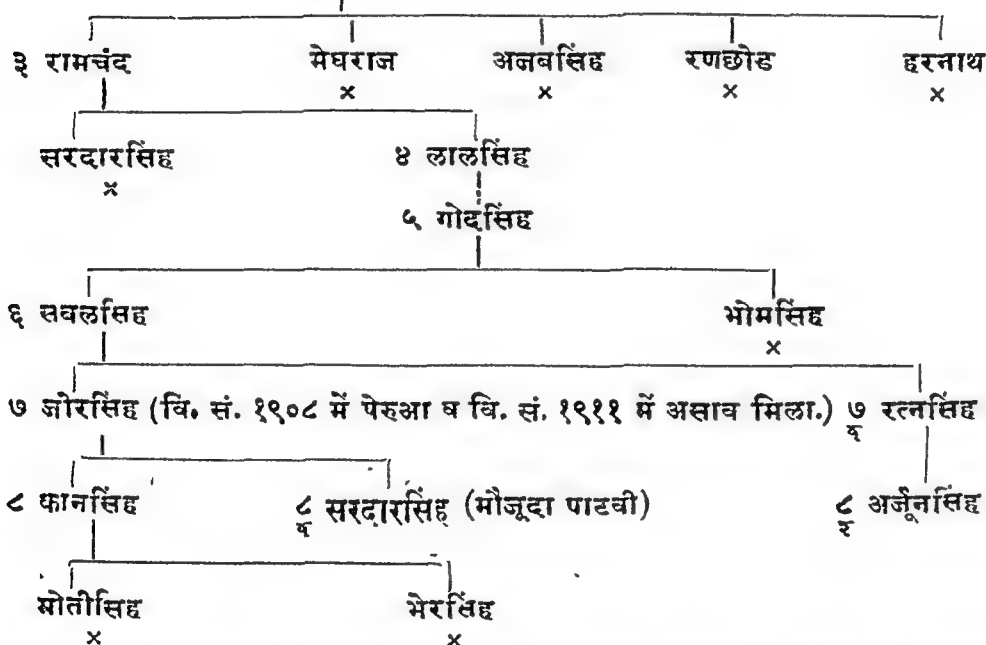 ३ रामचंद मेघराज अजबसिंह रणछोड हरनाथ
× × × ×
सरदारसिंह ४ लालसिंह
×
५ गोदसिंह
६ सबलसिंह भोमसिंह
×
७ जोरसिंह (वि. सं. १९०८ में पेरुआ व वि. सं. १९११ में असाव मिला.) ७ रत्नसिंह
८ कानसिंह ८ सरदारसिंह (मौजूदा पाटवी) ८ अर्जूनसिंह
मोतीसिंह भेरसिंह
× ×